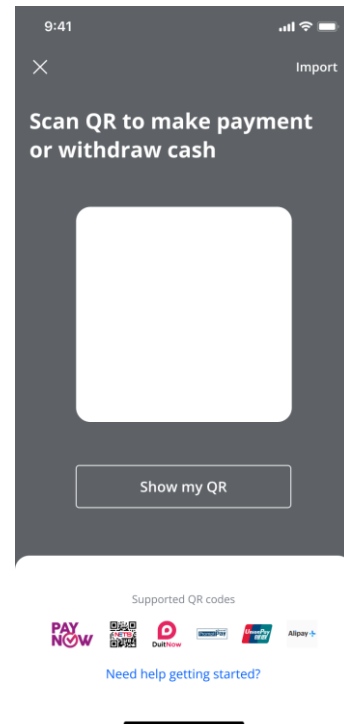 9:41
Import
Scan QR to make payment
or withdraw cash
Show my QR
Supported QR codes
PAY
NOW
NETS
DuitNow
UnionPay
Alipay+
Need help getting started?